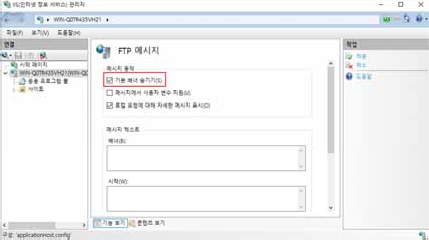 IIS(인터넷 정보 서비스) 관리자
WIN-Q0TR435VH21
파일(F) 보기(V) 도움말(H)
연결
시작 페이지
WIN-Q0TR435VH21(WIN-Q0
응용 프로그램 풀
사이트
FTP 메시지
메시지 동작
기본 배너 숨기기(S)
메시지에서 사용자 변수 지원(U)
로컬 요청에 대해 자세한 메시지 표시(O)
메시지 텍스트
배너(B):
시작(W):
기능 보기 콘텐츠 보기
작업
적용
취소
도움말
구성: 'applicationHost.config'